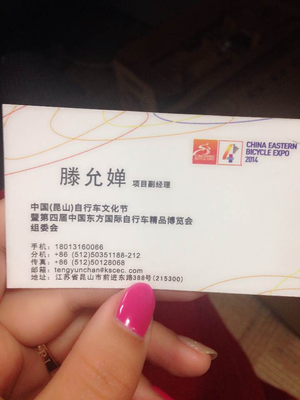 CHINA EASTERN
BICYCLE EXPO
2014
滕允婵 项目副经理
中国(昆山)自行车文化节
暨第四届中国东方国际自行车精品博览会
组委会
手机：18013160066
分机：+86 (512)50351188-212
传真：+86 (512)50128068
邮箱：tengyunchan@kscec.com
地址：江苏省昆山市前进东路388号(215300)